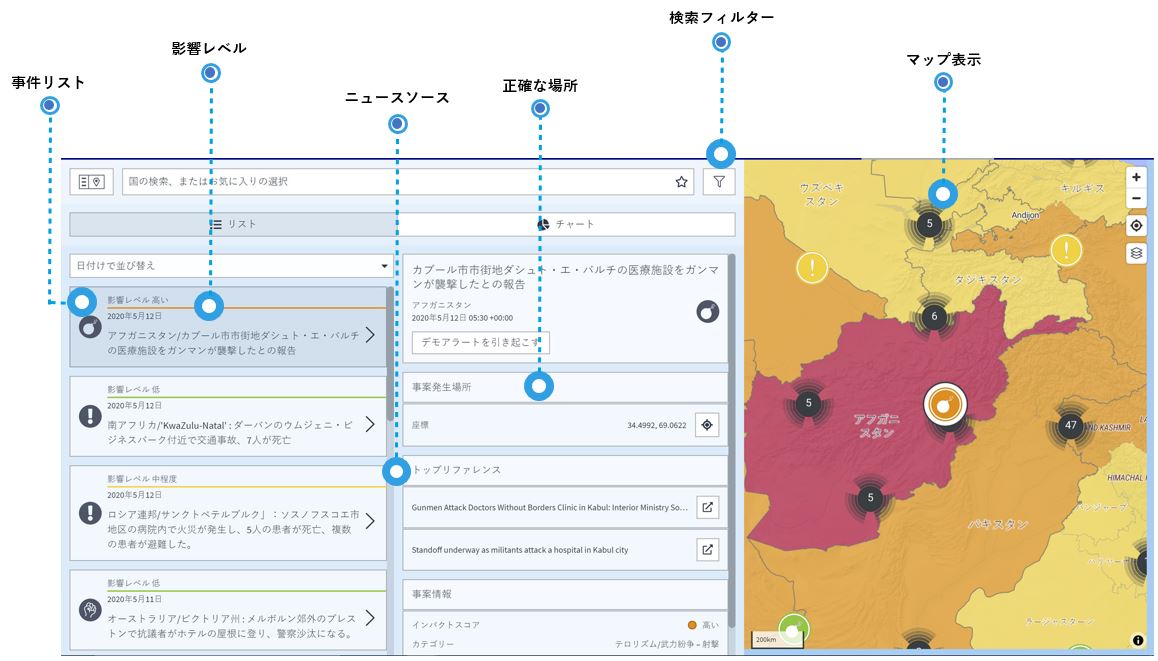 検索フィルター
影響レベル
マップ表示
事件リスト
正確な場所
ニュースソース
国の検索、またはお気に入りの選択
リスト
チャート
日付けで並び替え
影響レベル 高い
2020年5月12日
アフガニスタン/カブール市市街地ダシュト・エ・バルチ
の医療施設をガンマンが襲撃したとの報告
影響レベル 低
2020年5月12日
南アフリカ/'KwaZulu-Natal' : ダーバンのウムジェニ・ビ
ジネスパーク付近で交通事故、7人が死亡
影響レベル 中程度
2020年5月12日
ロシア連邦/サンクトペテルブルク」：ソスノフスコエ市
地区の病院内で火災が発生し、5人の患者が死亡、複数
の患者が避難した。
影響レベル 低
2020年5月11日
オーストラリア/ビクトリア州: メルボルン郊外のプレス
トンで抗議者がホテルの屋根に登り、警察沙汰になる。
カブール市市街地ダシュト・エ・バルチの医療施設をガンマ
ンが襲撃したとの報告
アフガニスタン
2020年5月12日 05:30 +00:00
デモアラートを引き起こす
事案発生場所
座標
34.4992, 69.0622
トップリファレンス
Gunmen Attack Doctors Without Borders Clinic in Kabul: Interior Ministry So...
Standoff underway as militants attack a hospital in Kabul city
事案情報
インパクトスコア
高い
カテゴリー
テロリズム/武力紛争 – 射撃
ウズベキ
スタン
キルギス
Andijon
5
タジキスタン
6
5
アフガニ
スタン
47
ND KASHMIR
HIMACHAL
5
パンジャーブ
パキスタン
ラージャスターン
200km